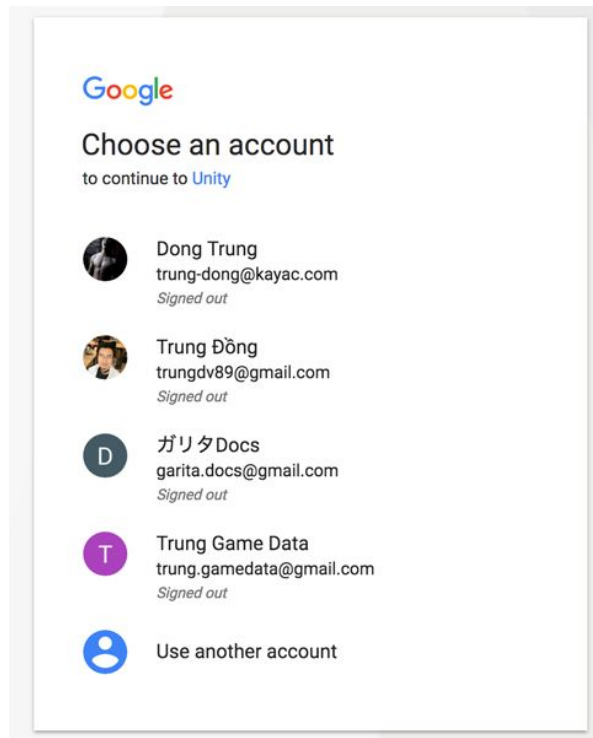 Google
Choose an account
to continue to Unity
Dong Trung
trung-dong@kayac.com
Signed out
Trung Đồng
trungdv89@gmail.com
Signed out
D
ガリタDocs
garita.docs@gmail.com
Signed out
T
Trung Game Data
trung.gamedata@gmail.com
Signed out
Use another account